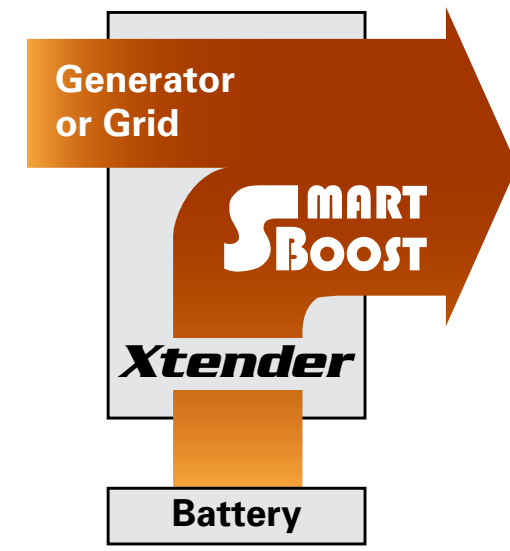 Generator
or Grid
SMART
BOOST
Xtender
Battery